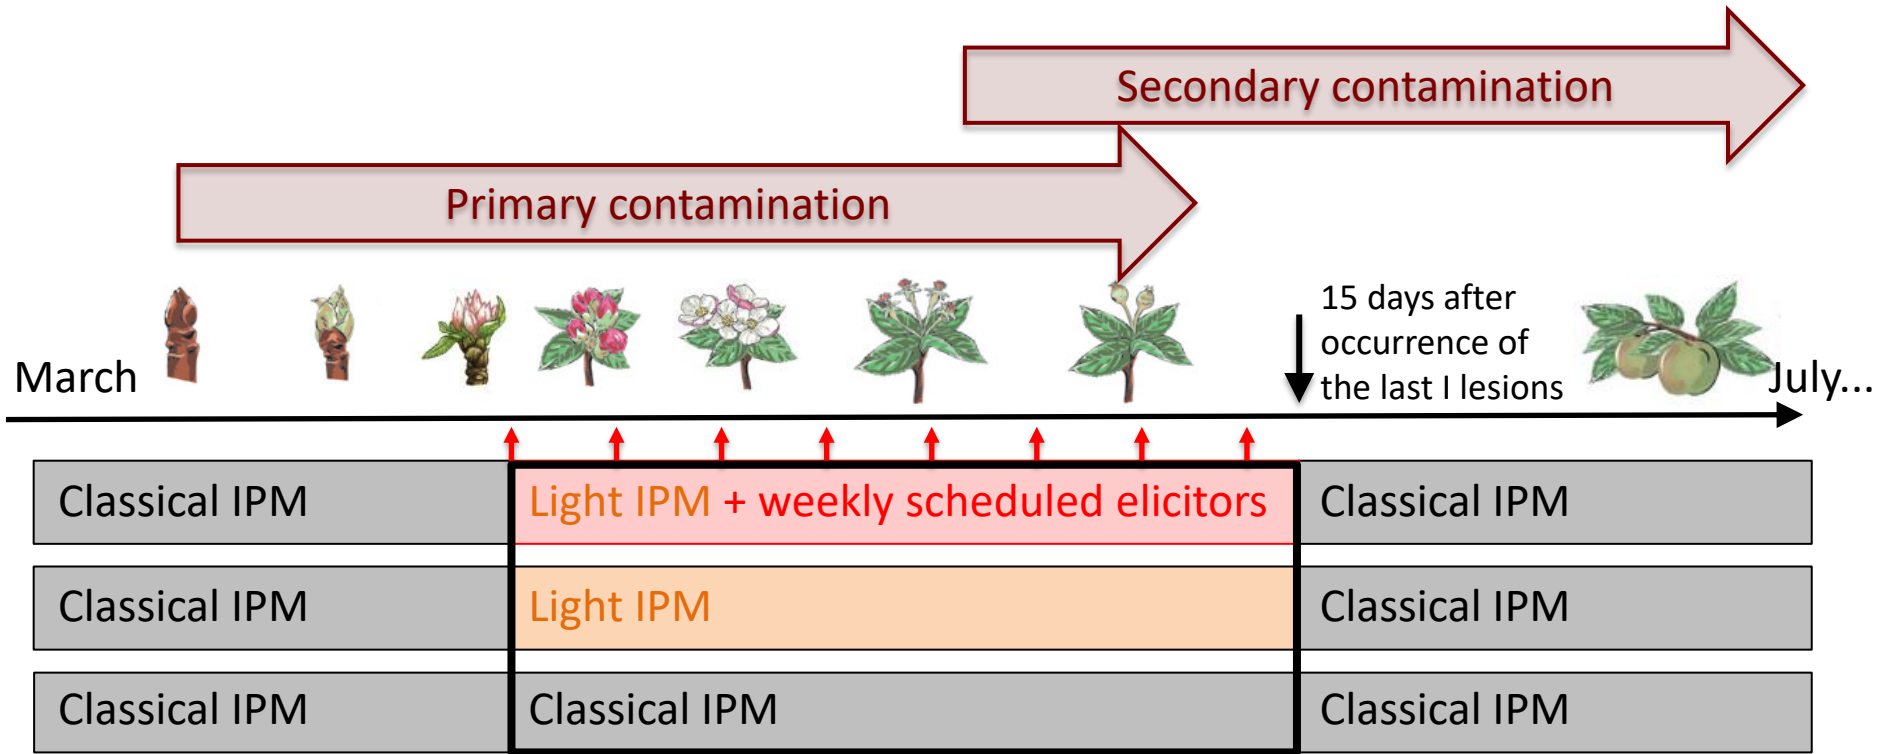 Secondary contamination
Primary contamination
15 days after
occurrence of
the last I lesions
March
July...
Classical IPM
Light IPM + weekly scheduled elicitors
Classical IPM
Classical IPM
Light IPM
Classical IPM
Classical IPM
Classical IPM
Classical IPM